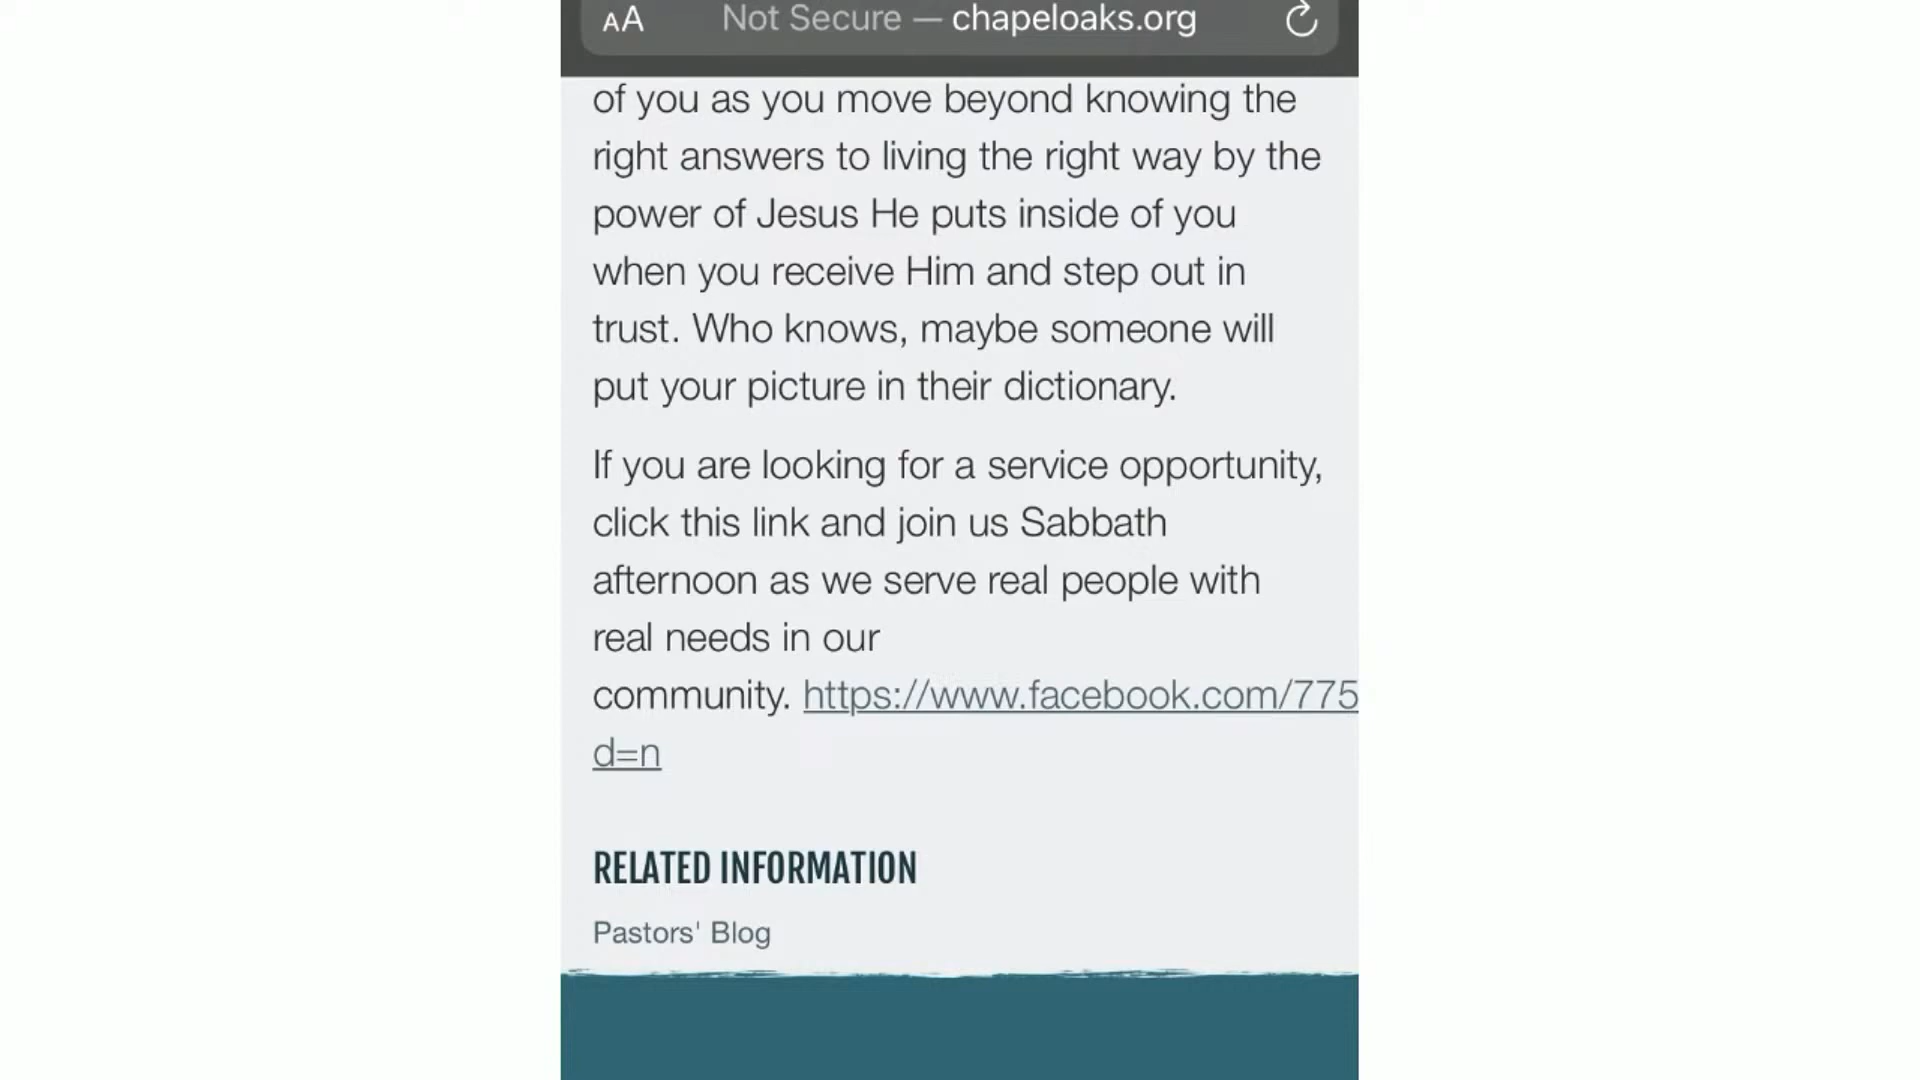 AA Not Secure — chapeloaks.org
of you as you move beyond knowing the
right answers to living the right way by the
power of Jesus He puts inside of you
when you receive Him and step out in
trust. Who knows, maybe someone will
put your picture in their dictionary.
If you are looking for a service opportunity,
click this link and join us Sabbath
afternoon as we serve real people with
real needs in our
community. https://www.facebook.com/775
d=n
RELATED INFORMATION
Pastors' Blog